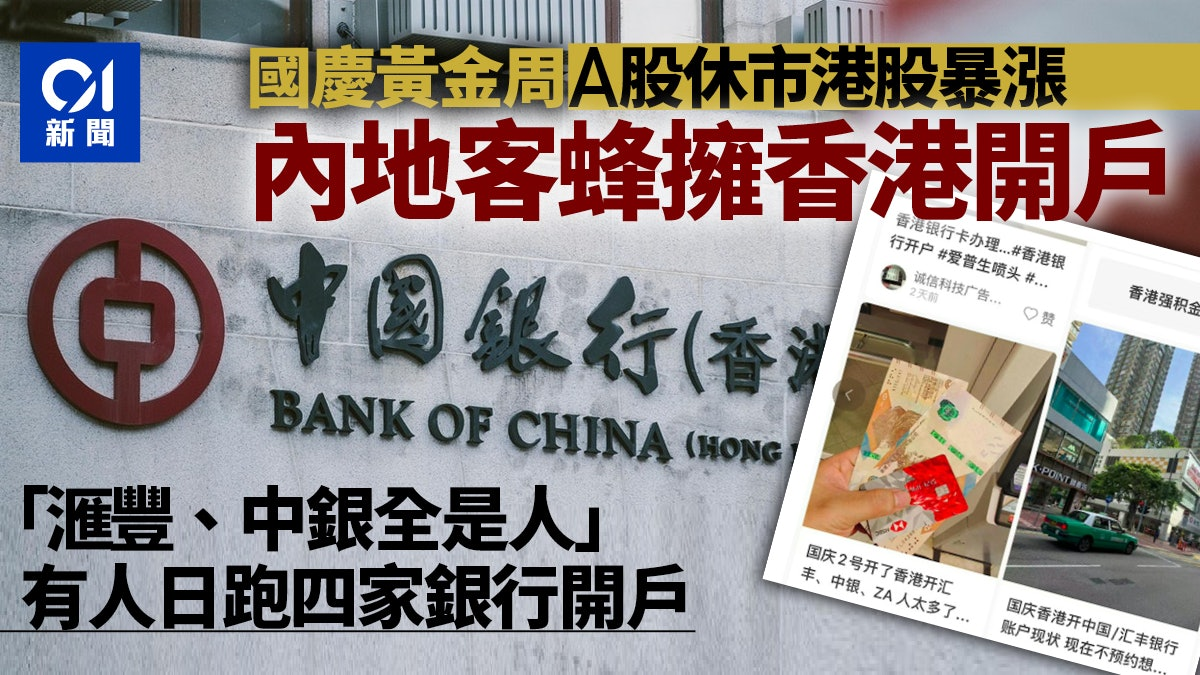 01
新聞
國慶黃金周A股休市港股暴漲
內地客蜂擁香港開戶
中國銀行(香港
BANK OF CHINA (HONG
香港银行卡办理...#香港银
行开户 #爱普生喷头 #...
诚信科技广告...
2天前
赞
香港强积金
K-POINT
HSBC
国庆2号开了香港开汇
丰、中银、ZA 人太多了...
国庆香港开中国/汇丰银行
账户现状 现在不预约想...
「滙豐、中銀全是人」
有人日跑四家銀行開戶